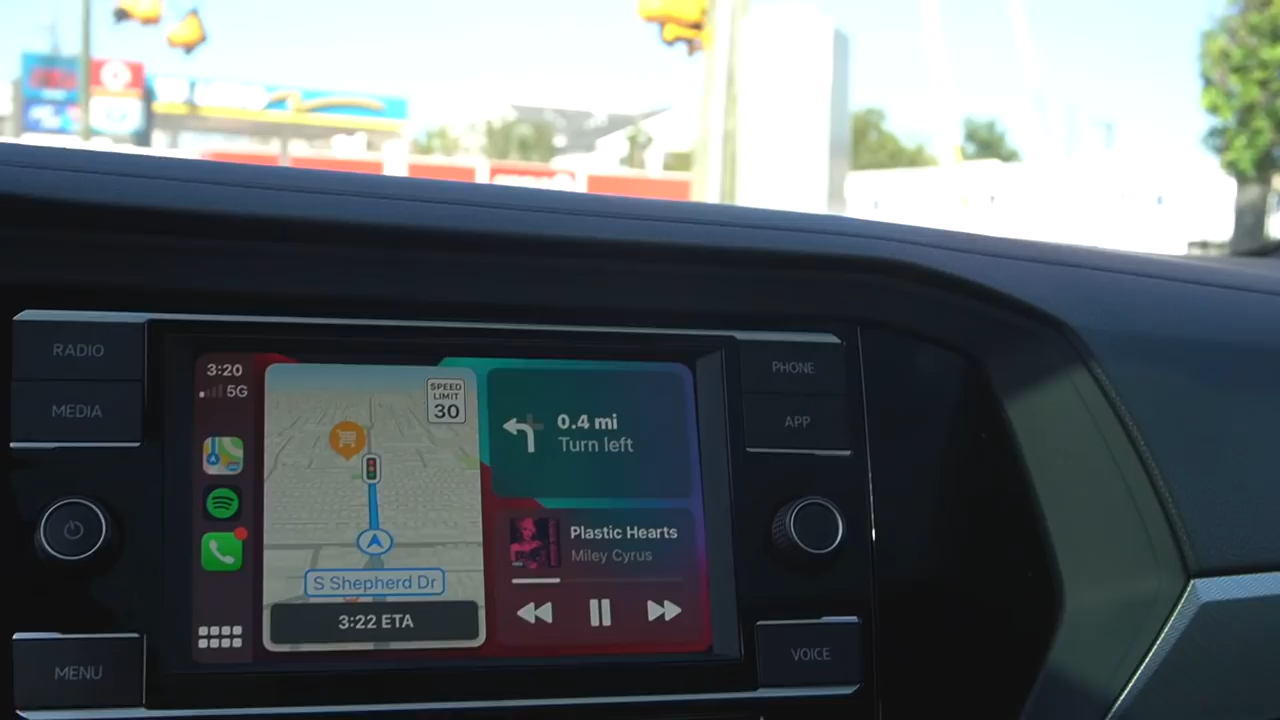 RADIO
MEDIA
MENU
3:20
5G
SPEED
LIMIT
30
S Shepherd Dr
3:22 ETA
0.4 mi
Turn left
Plastic Hearts
Miley Cyrus
PHONE
APP
VOICE